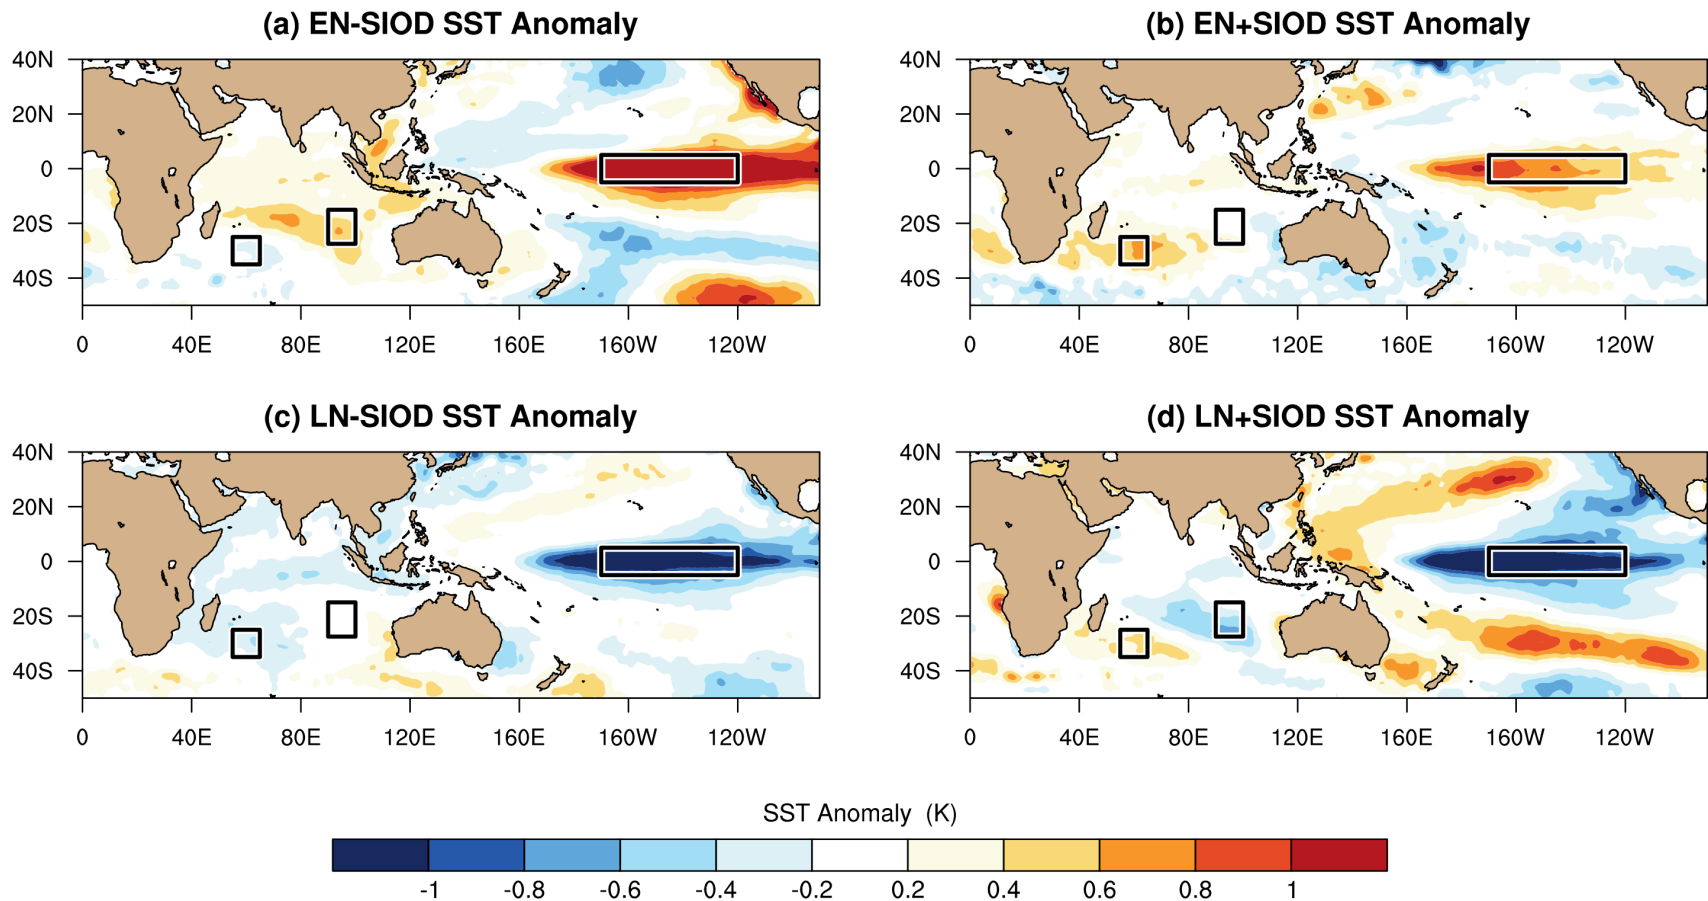 (a) EN-SIOD SST Anomaly
(b) EN+SIOD SST Anomaly
40N
20N
0
20S
40S
0 40E 80E 120E 160E 160W 120W
40N
20N
0
20S
40S
0 40E 80E 120E 160E 160W 120W
(c) LN-SIOD SST Anomaly
(d) LN+SIOD SST Anomaly
40N
20N
0
20S
40S
0 40E 80E 120E 160E 160W 120W
40N
20N
0
20S
40S
0 40E 80E 120E 160E 160W 120W
SST Anomaly (K)
-1 -0.8 -0.6 -0.4 -0.2 0.2 0.4 0.6 0.8 1